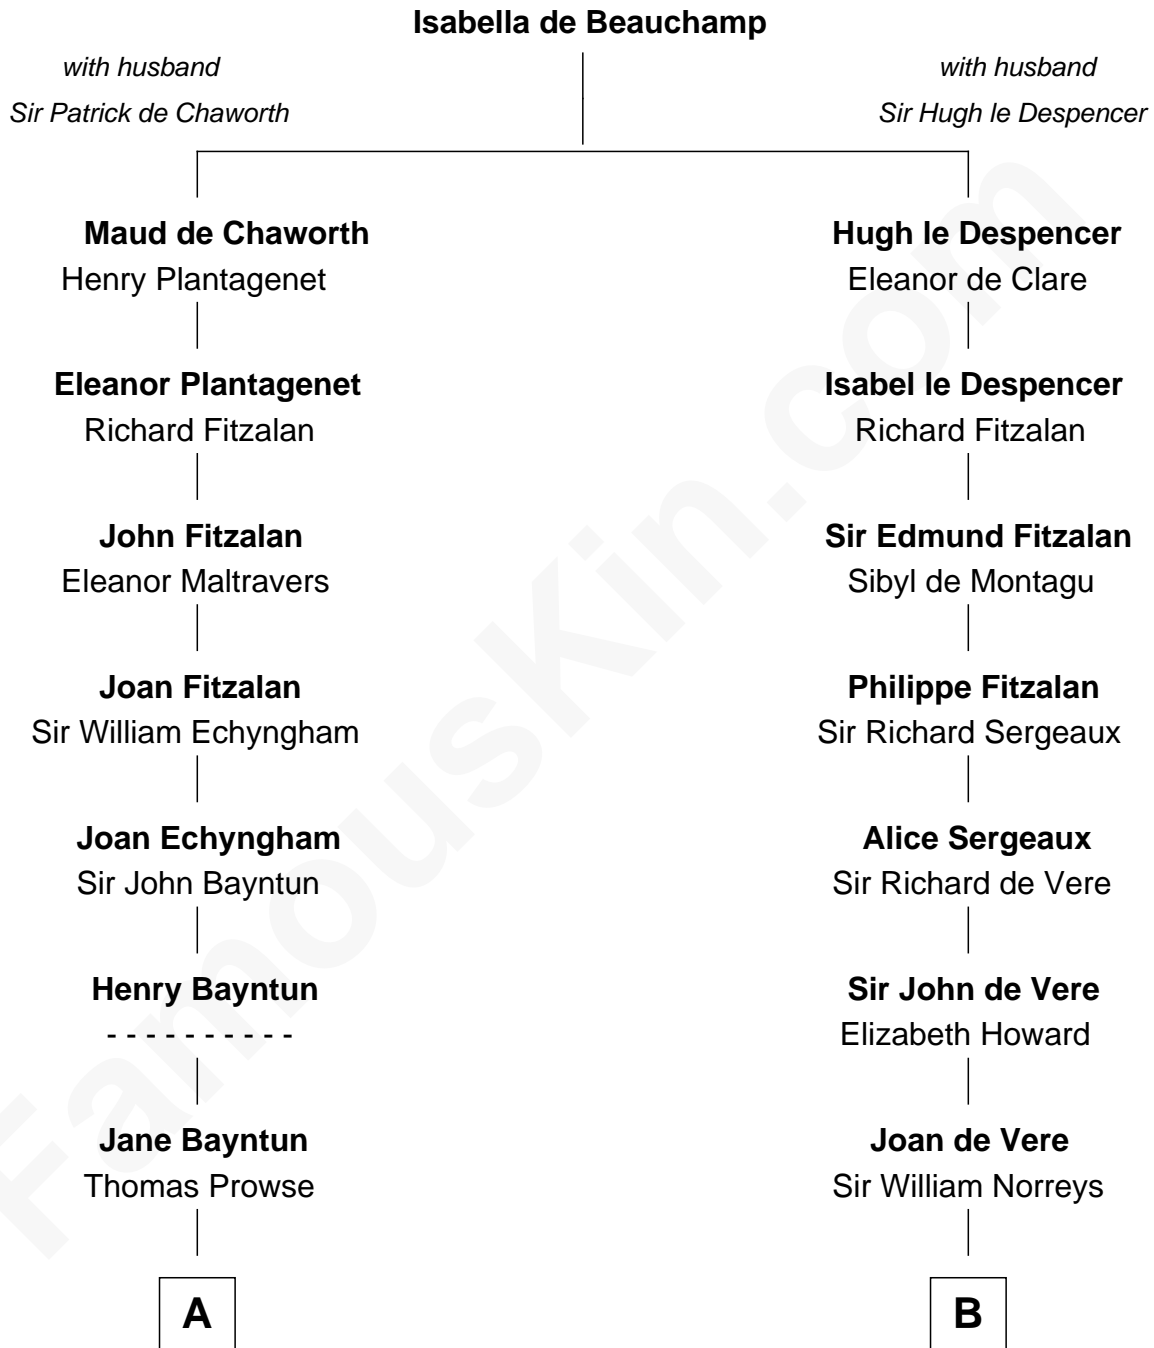 Isabella de Beauchamp
with husband
Sir Patrick de Chaworth
with husband
Sir Hugh le Despencer
Maud de Chaworth
Henry Plantagenet
Hugh le Despencer
Eleanor de Clare
Eleanor Plantagenet
Richard Fitzalan
Isabel le Despencer
Richard Fitzalan
John Fitzalan
Eleanor Maltravers
Sir Edmund Fitzalan
Sibyl de Montagu
Joan Fitzalan
Sir William Echyngham
Philippe Fitzalan
Sir Richard Sergeaux
Joan Echyngham
Sir John Bayntun
Alice Sergeaux
Sir Richard de Vere
Henry Bayntun
- - - - - - - - - -
Sir John de Vere
Elizabeth Howard
Jane Bayntun
Thomas Prowse
Joan de Vere
Sir William Norreys
A
B
FamousKin.com